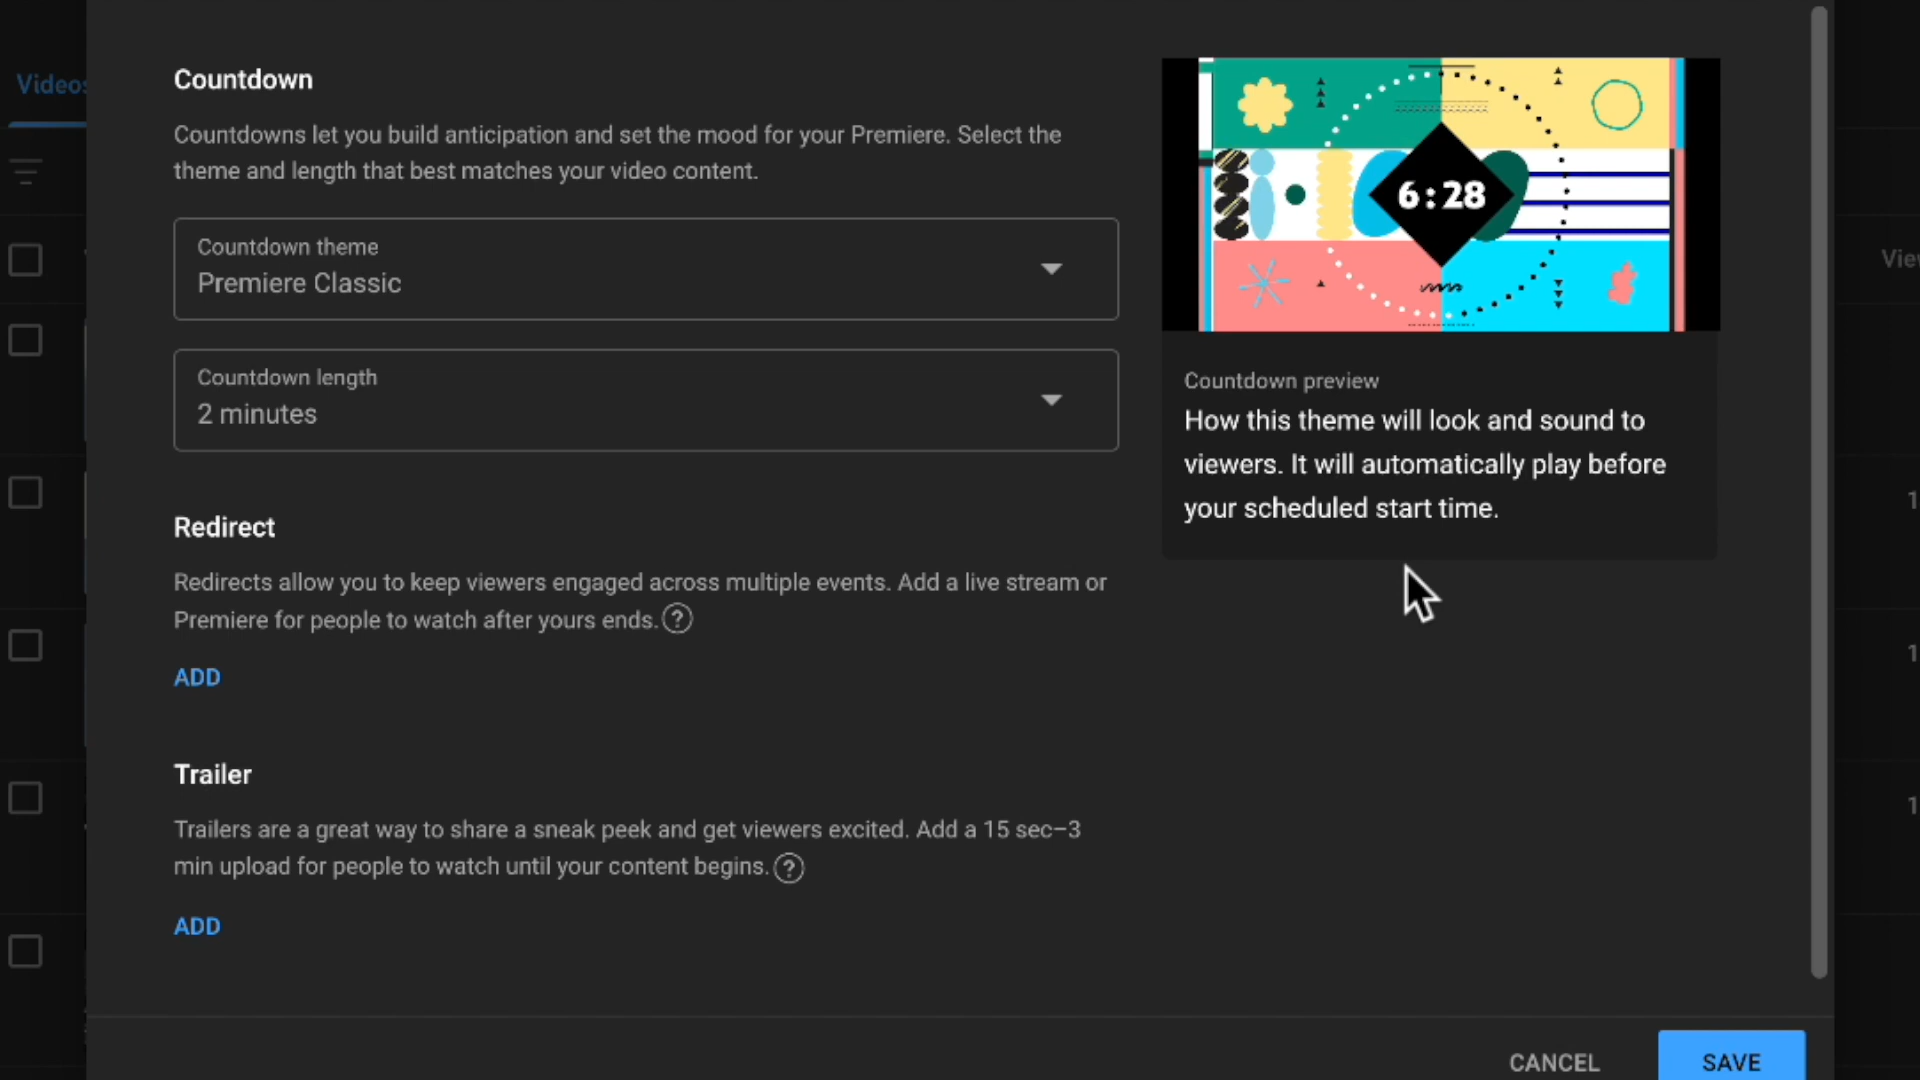 Videos
Countdown
Countdowns let you build anticipation and set the mood for your Premiere. Select the
theme and length that best matches your video content.
Countdown theme
Premiere Classic
Countdown length
2 minutes
6:28
Countdown preview
How this theme will look and sound to
viewers. It will automatically play before
your scheduled start time.
Redirect
Redirects allow you to keep viewers engaged across multiple events. Add a live stream or
Premiere for people to watch after yours ends. ?
ADD
Trailer
Trailers are a great way to share a sneak peek and get viewers excited. Add a 15 sec–3
min upload for people to watch until your content begins. ?
ADD
CANCEL
SAVE